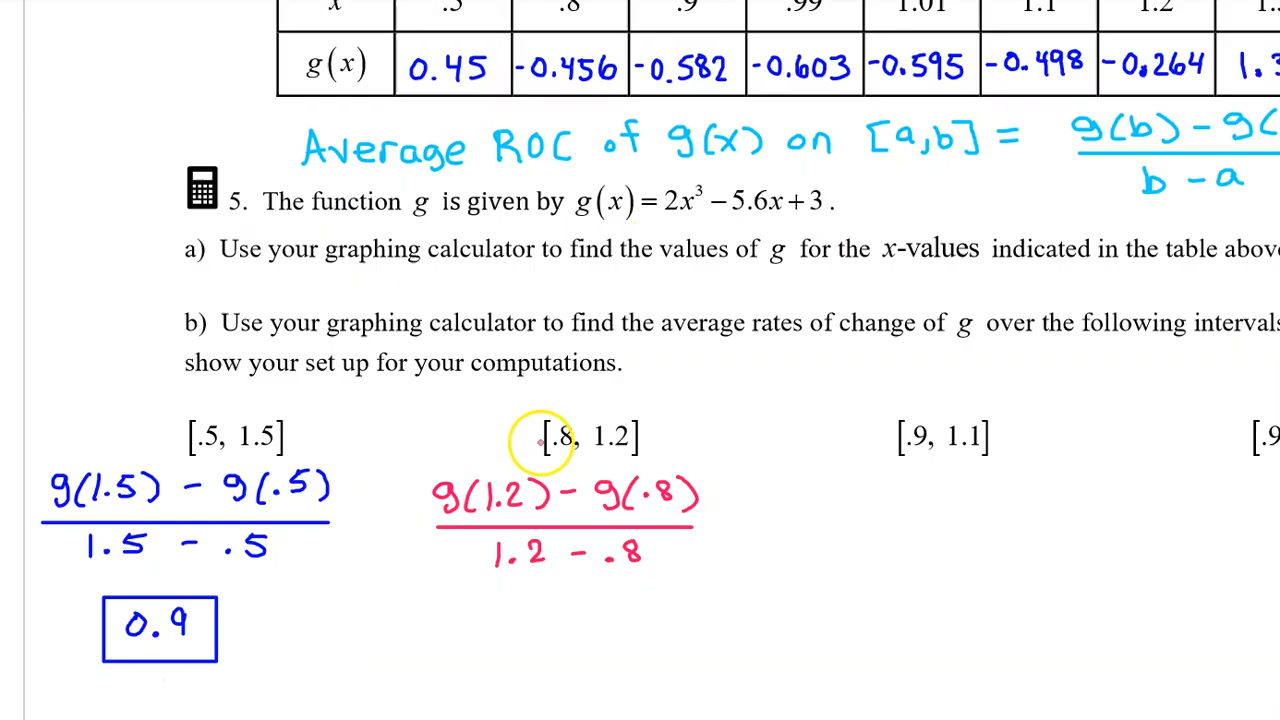 x .5 .8 .9 .99 1.01 1.1 1.2 1.
g(x) 0.45 -0.456 -0.582 -0.603 -0.595 -0.498 -0.264 1.3
Average ROC of g(x) on [a,b] = g(b) - g(
b - a
5. The function g is given by g(x) = 2x³ − 5.6x + 3 .
a) Use your graphing calculator to find the values of g for the x-values indicated in the table above
b) Use your graphing calculator to find the average rates of change of g over the following intervals
show your set up for your computations.
[.5, 1.5] [.8, 1.2] [.9, 1.1] [.9
g(1.5) - g(.5) g(1.2) - g(.8)
1.5 - .5 1.2 - .8
0.9